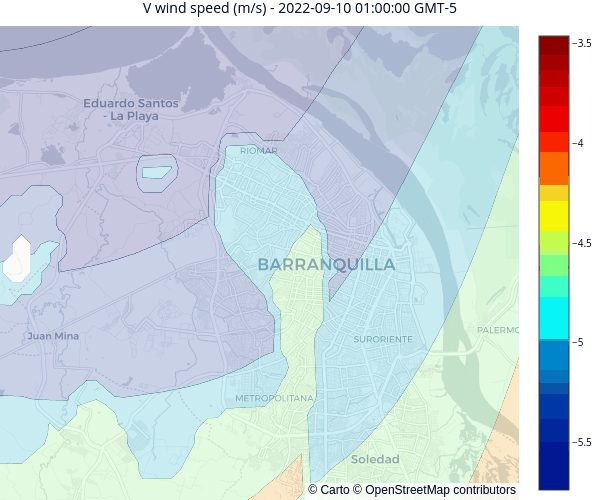 V wind speed (m/s) - 2022-09-10 01:00:00 GMT-5
−3.5
Eduardo Santos
- La Playa
−4
RIOMAR
−4.5
BARRANQUILLA
PALERMO
Juan Mina
SURORIENTE
−5
METROPOLITANA
−5.5
Soledad
© Carto © OpenStreetMap contributors